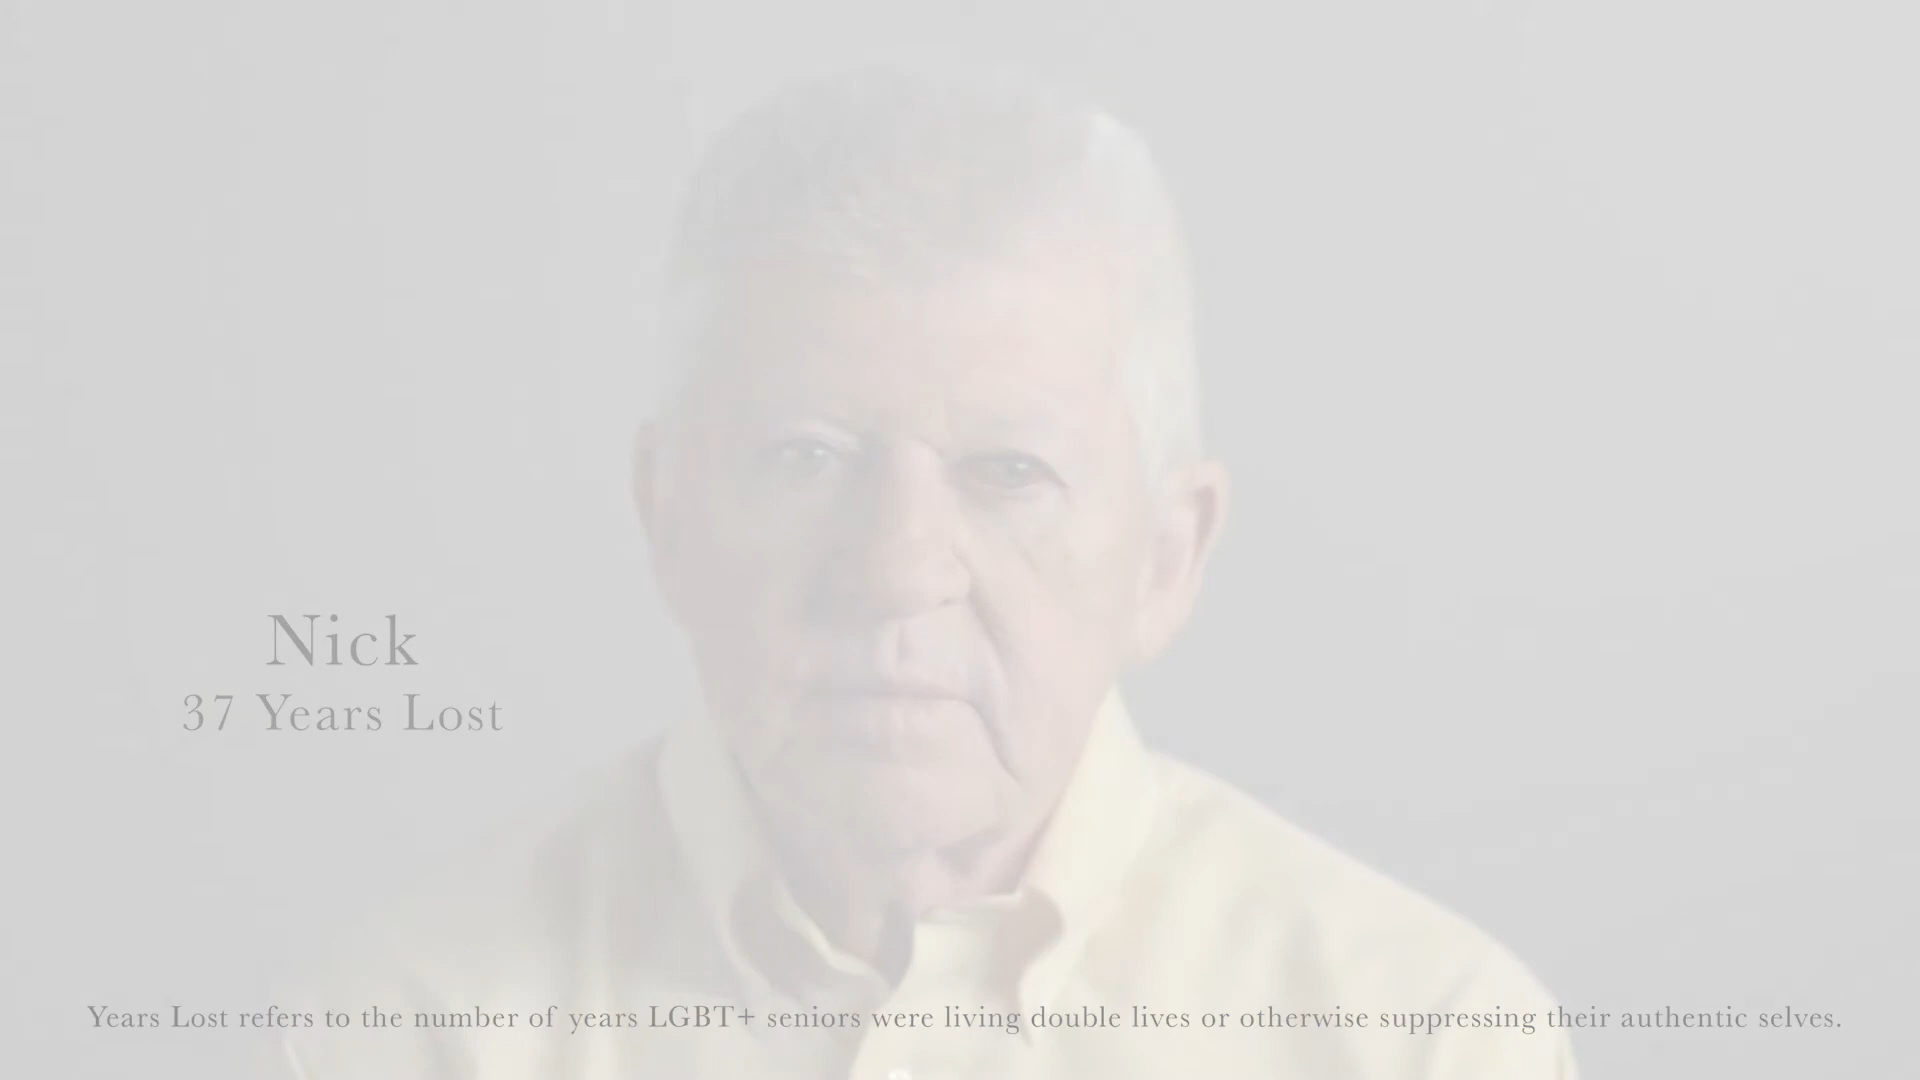 Nick
37 Years Lost
Years Lost refers to the number of years LGBT+ seniors were living double lives or otherwise suppressing their authentic selves.